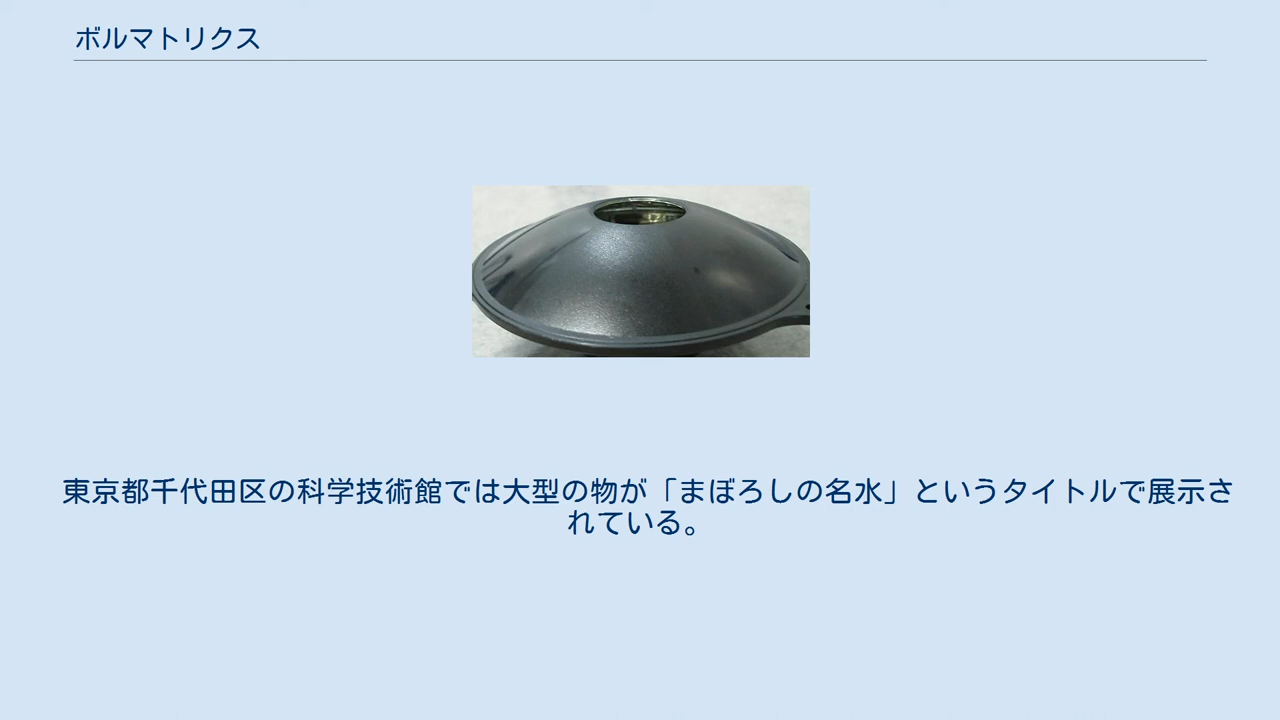 ボルマトリクス
東京都千代田区の科学技術館では大型の物が「まぼろしの名水」というタイトルで展示さ
れている。